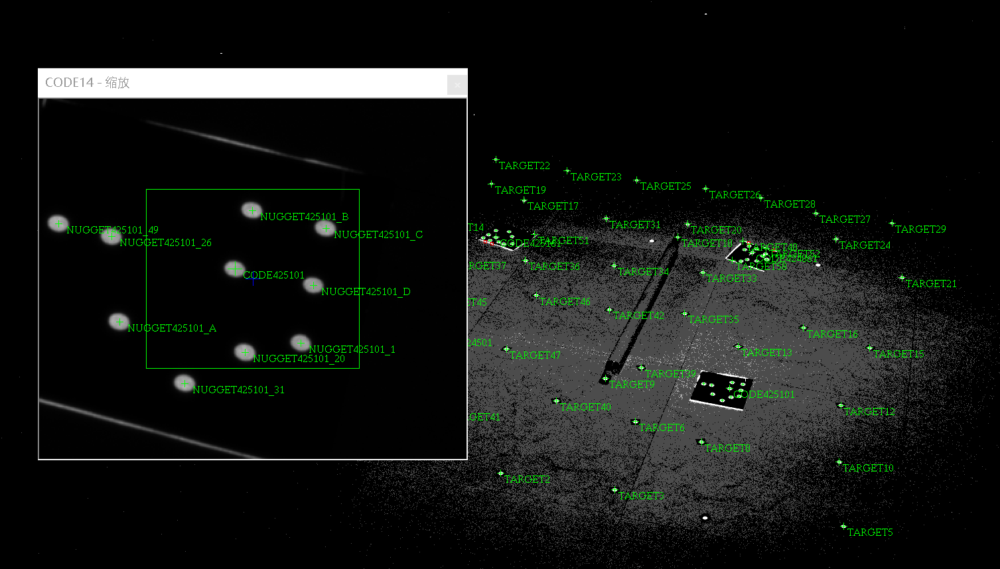 CODE14 - 缩放
NUGGET425101_B
NUGGET425101_49
NUGGET425101_C
NUGGET425101_26
CODE425101
NUGGET425101_D
NUGGET425101_A
NUGGET425101_1
NUGGET425101_20
NUGGET425101_31
TARGET22
TARGET23
TARGET25
TARGET19
TARGET26
TARGET28
TARGET17
TARGET27
TARGET31
TARGET20
TARGET29
T14
TARGET51
TARGET18
TARGET24
TARGET48
RGET37
TARGET36
TARGET34
TARGET50
TARGET33
TARGET21
ET45
TARGET46
TARGET42
TARGET35
TARGET16
24501
TARGET47
TARGET13
TARGET15
TARGET39
TARGET9
CODE425101
TARGET40
TARGET12
GET41
TARGET6
TARGET8
TARGET10
TARGET2
TARGET3
TARGET5